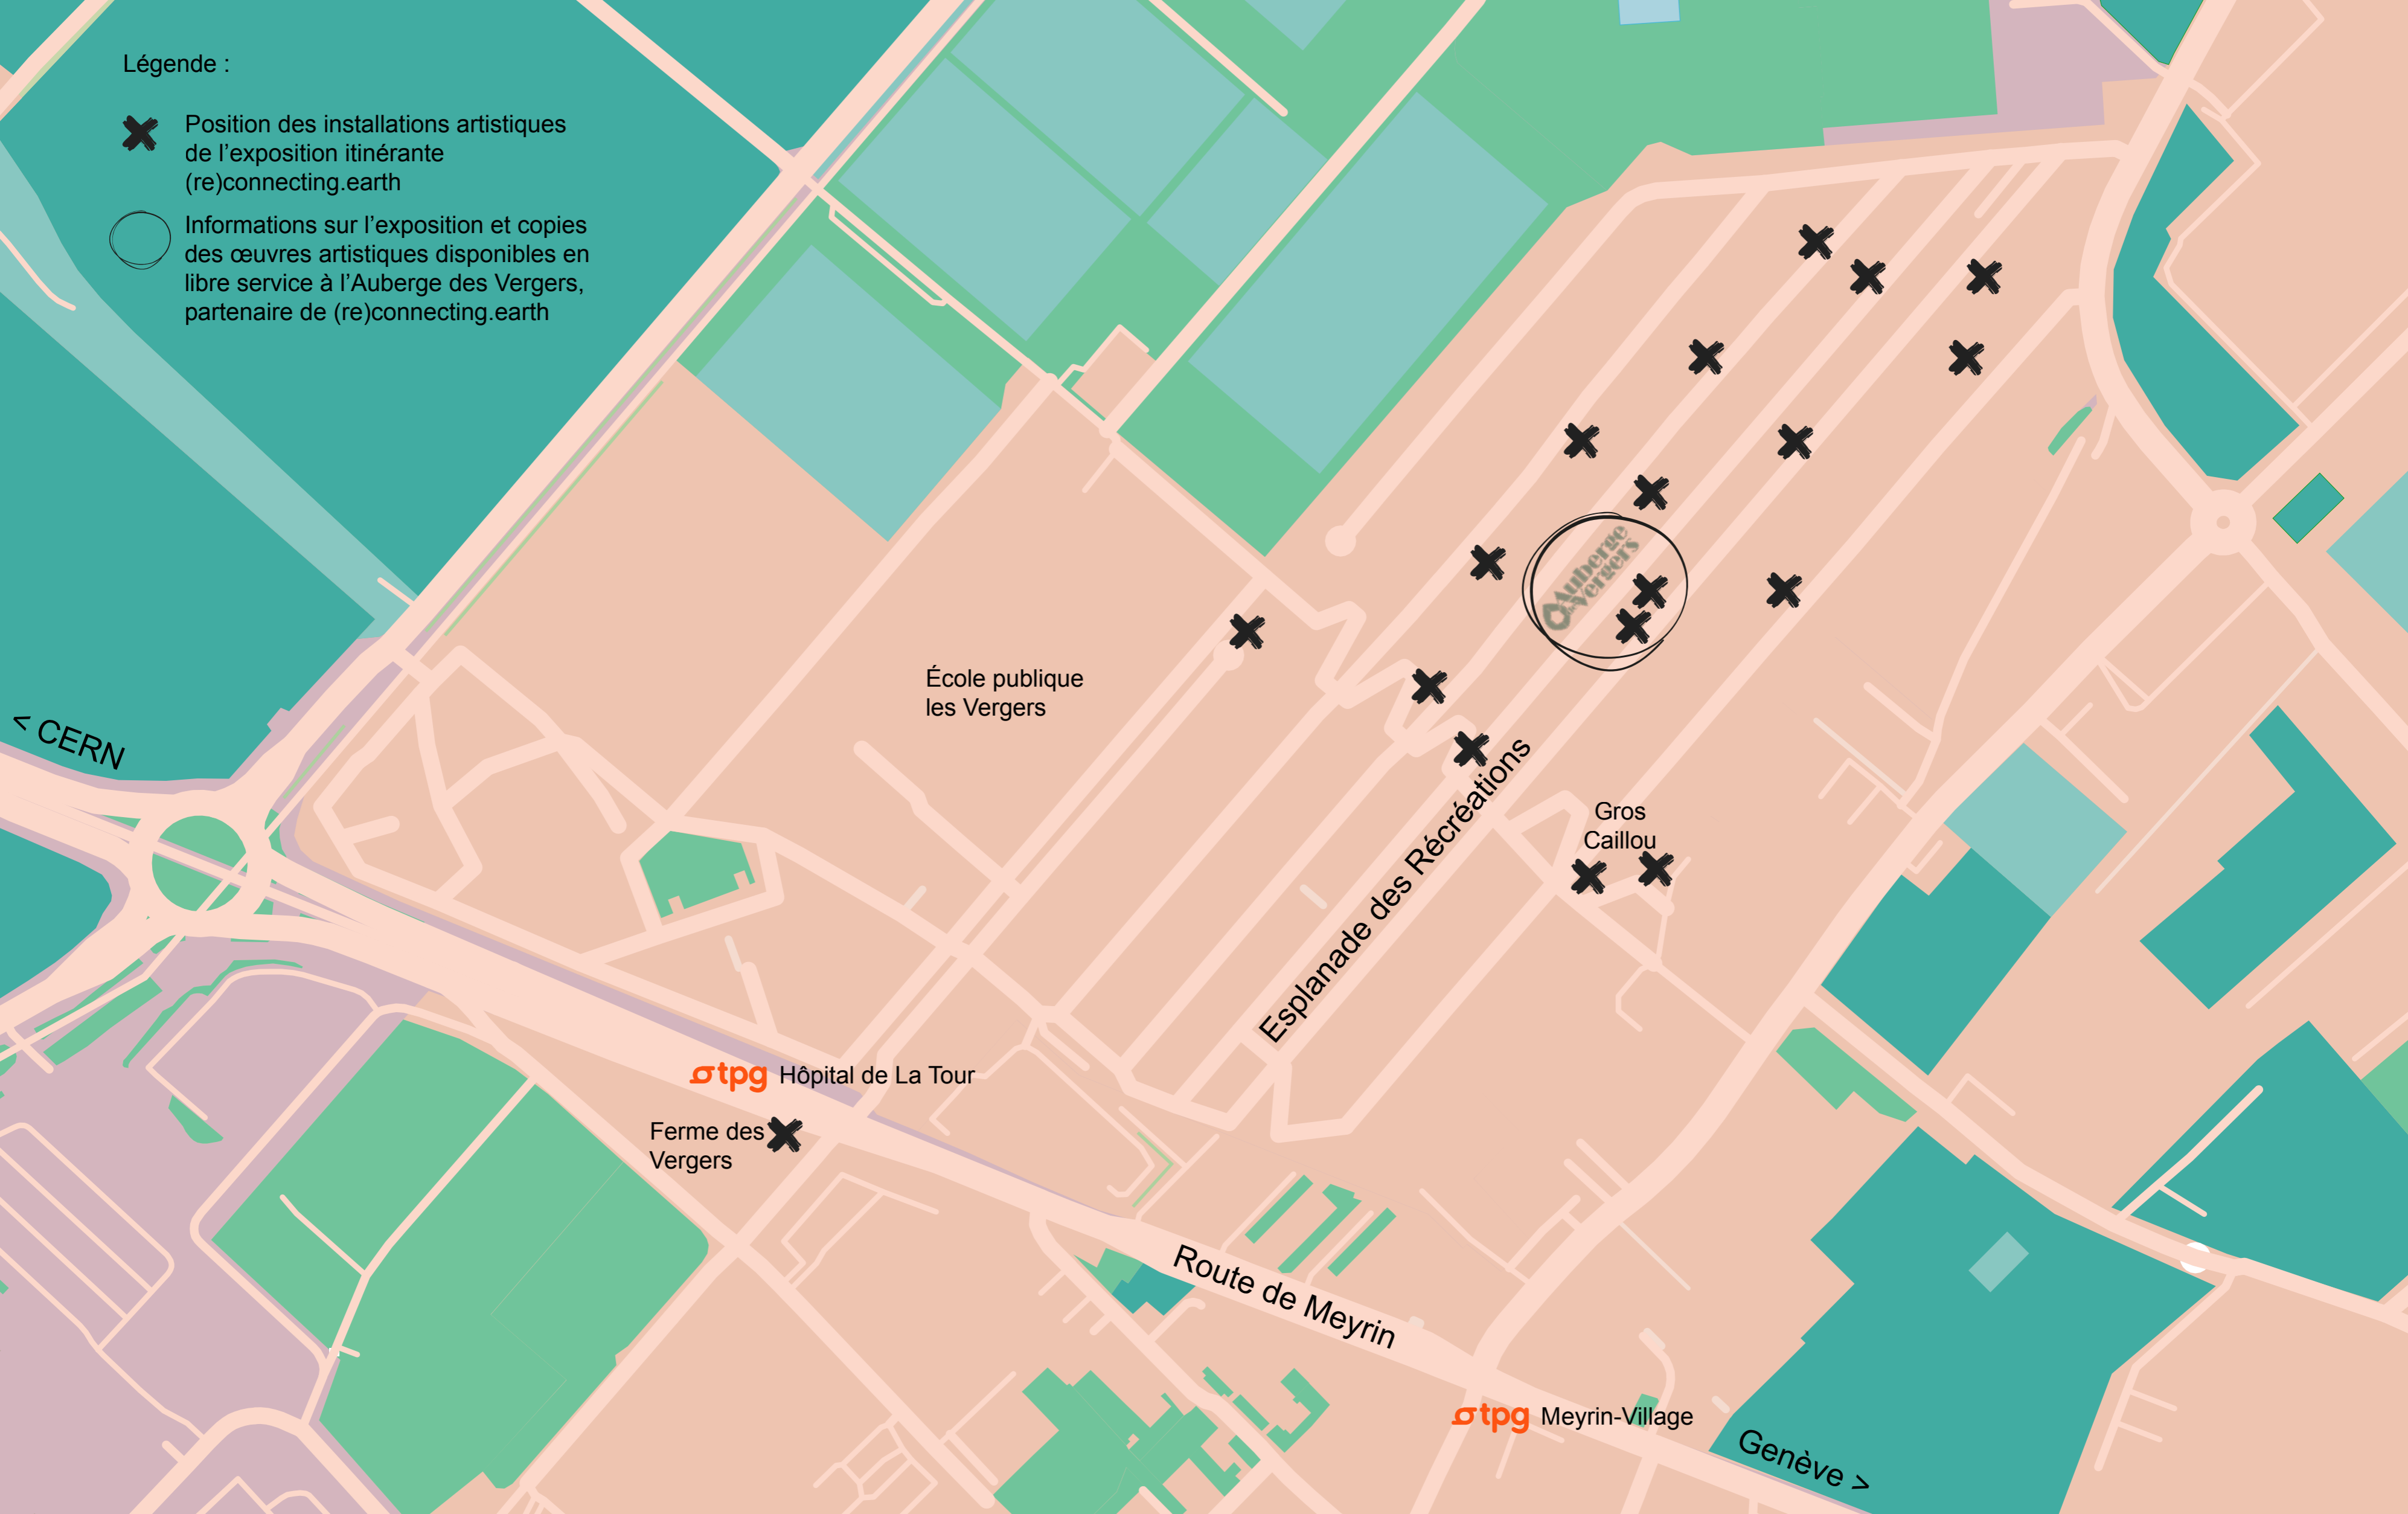 Légende :
Position des installations artistiques
de l’exposition itinérante
(re)connecting.earth
Informations sur l’exposition et copies
des œuvres artistiques disponibles en
libre service à l’Auberge des Vergers,
partenaire de (re)connecting.earth
< CERN
Auberge
des
Vergers
École publique
les Vergers
Esplanade des Récréations
Gros
Caillou
tpg Hôpital de La Tour
Ferme des
Vergers
Route de Meyrin
tpg Meyrin-Village
Genève >